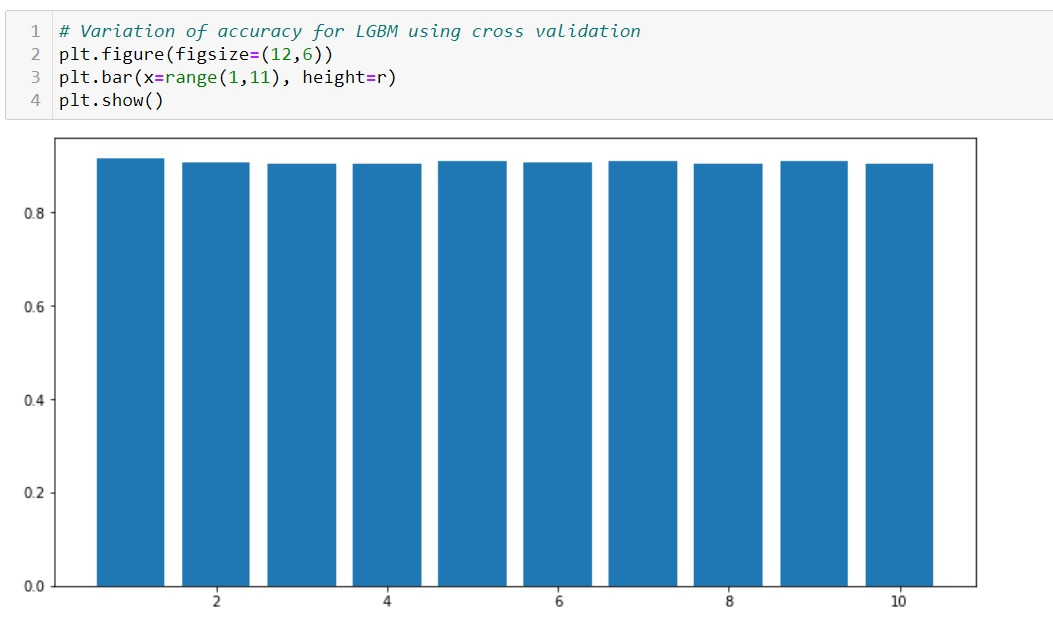 1 # Variation of accuracy for LGBM using cross validation
2 plt.figure(figsize=(12,6))
3 plt.bar(x=range(1,11), height=r)
4 plt.show()
0.8
0.6
0.4
0.2
0.0
2 4 6 8 10